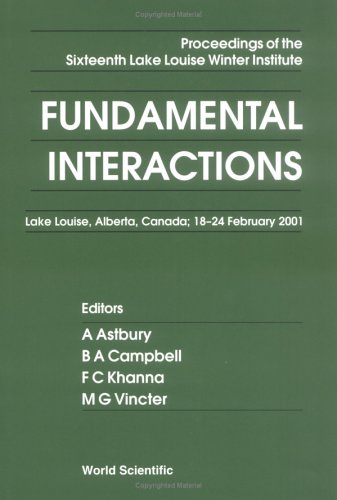 Proceedings of the
Sixteenth Lake Louise Winter Institute
FUNDAMENTAL
INTERACTIONS
Lake Louise, Alberta, Canada; 18-24 February 2001
Editors
A Astbury
B A Campbell
F C Khanna
M G Vincter
World Scientific